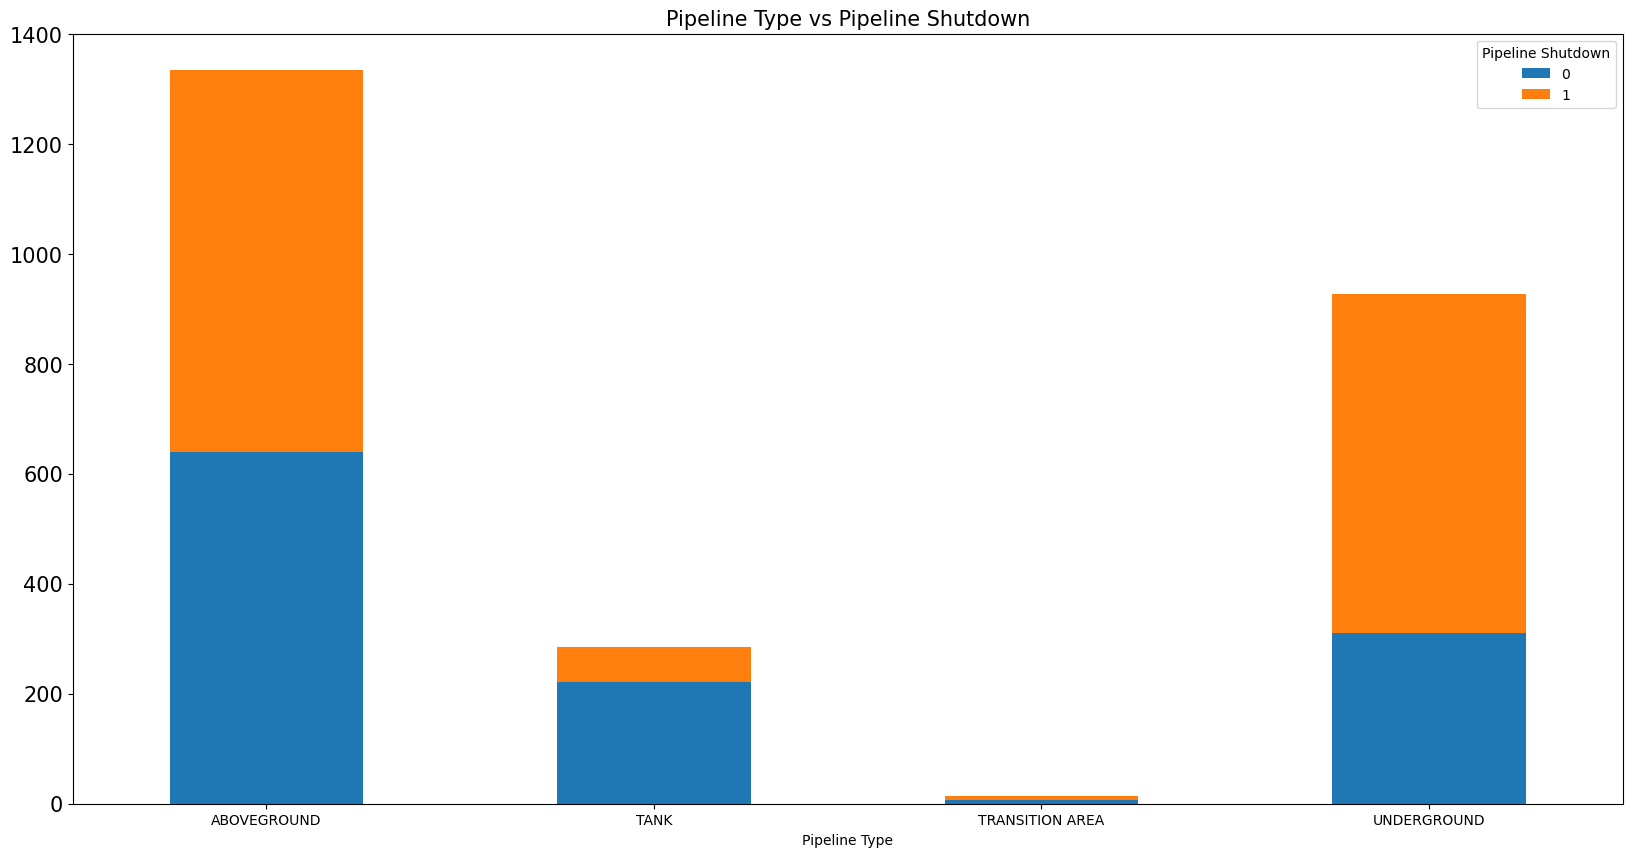 Pipeline Type vs Pipeline Shutdown
1400
1200
1000
800
600
400
200
0
Pipeline Shutdown
0
1
ABOVEGROUND TANK TRANSITION AREA UNDERGROUND
Pipeline Type